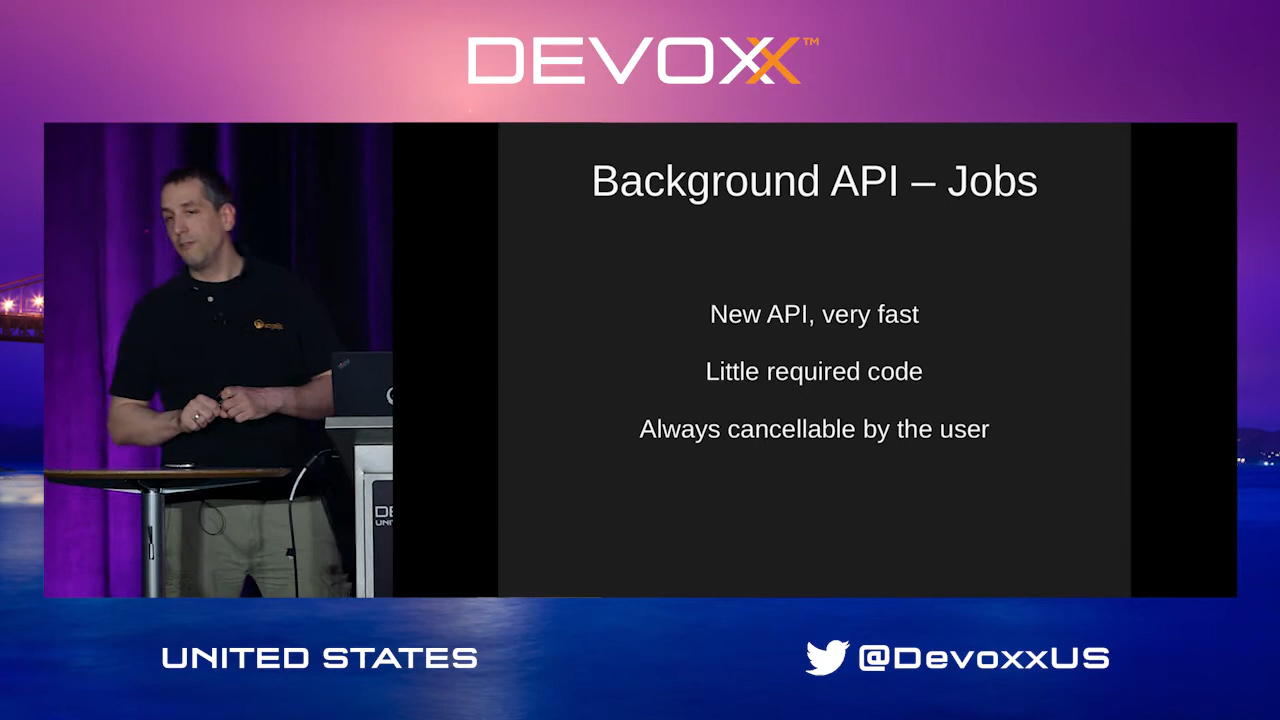 DEVOXX™
Background API – Jobs
New API, very fast
Little required code
Always cancellable by the user
UNITED STATES
@DevoxxUS